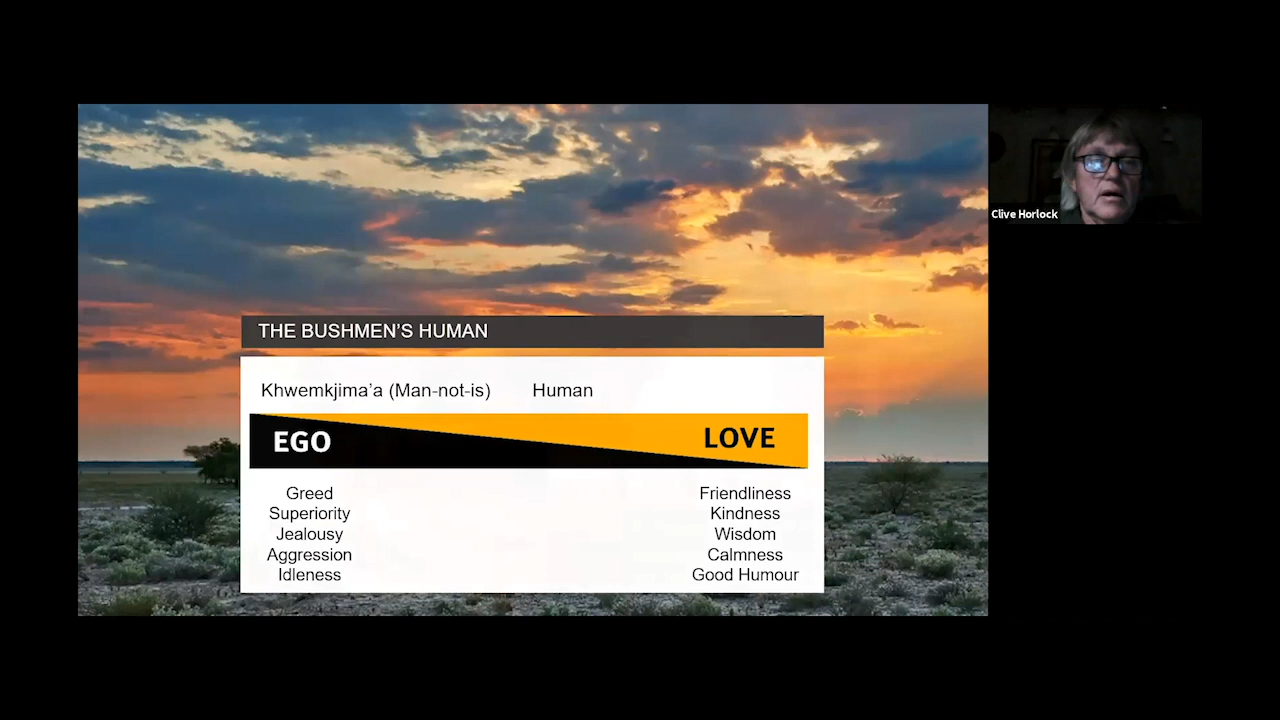 THE BUSHMEN'S HUMAN
Khwemkjima'a (Man-not-is) Human
EGO LOVE
Greed Friendliness
Superiority Kindness
Jealousy Wisdom
Aggression Calmness
Idleness Good Humour
Clive Horlock